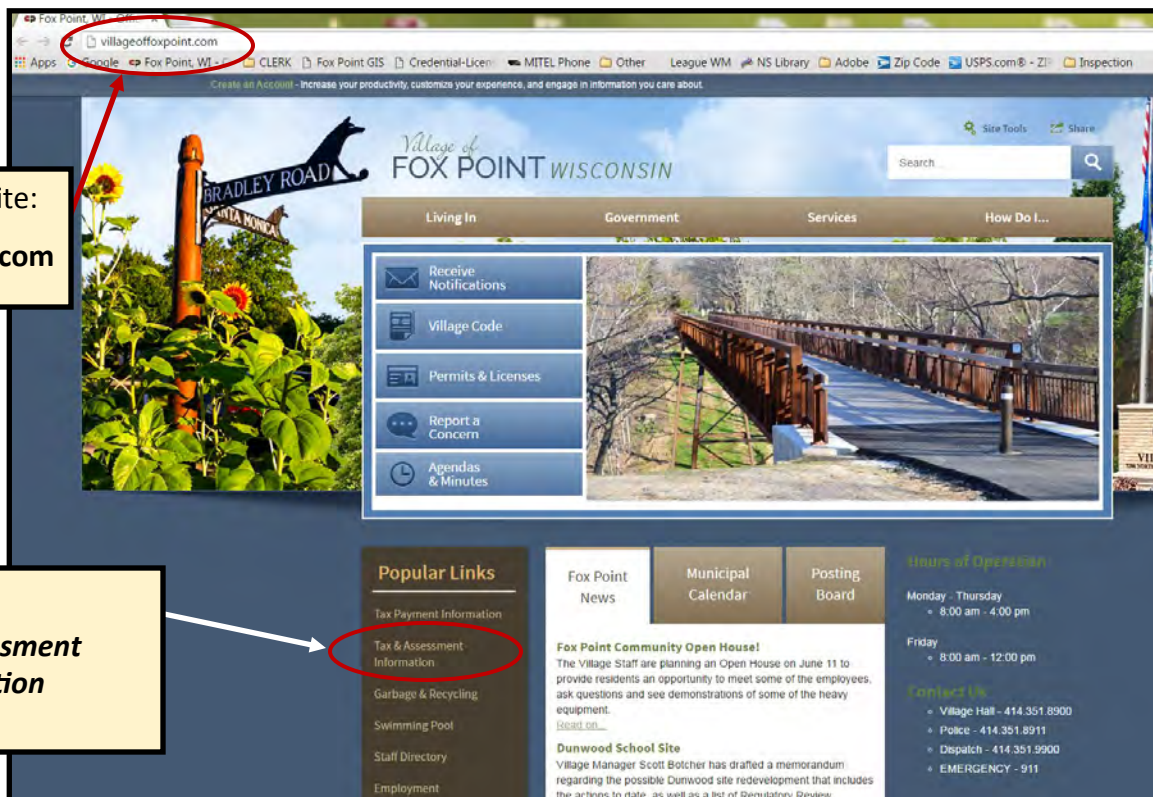 Fox Point, WI - Offic
villageoffoxpoint.com
Apps Google Fox Point, WI - CLERK Fox Point GIS Credential-Licen MITEL Phone Other League WM NS Library Adobe Zip Code USPS.com® - ZIP Inspection
Create an Account - Increase your productivity, customize your experience, and engage in information you care about.
Site Tools Share
Village of
FOX POINT WISCONSIN
Search
BRADLEY ROAD
SANTA MONICA
ite:
.com
Living In Government Services How Do I...
Receive
Notifications
Village Code
Permits & Licenses
Report a
Concern
Agendas
& Minutes
VIL
Popular Links
Tax Payment Information
Tax & Assessment
Information
Garbage & Recycling
Swimming Pool
Staff Directory
Employment
sment
tion
Fox Point
News
Municipal
Calendar
Posting
Board
Fox Point Community Open House!
The Village Staff are planning an Open House on June 11 to
provide residents an opportunity to meet some of the employees,
ask questions and see demonstrations of some of the heavy
equipment.
Read on...
Dunwood School Site
Village Manager Scott Botcher has drafted a memorandum
regarding the possible Dunwood site redevelopment that includes
the actions to date, as well as a list of Regulatory Review
Hours of Operation
Monday - Thursday
8:00 am - 4:00 pm
Friday
8:00 am - 12:00 pm
Contact Us
Village Hall - 414.351.8900
Police - 414.351.8911
Dispatch - 414.351.9900
EMERGENCY - 911